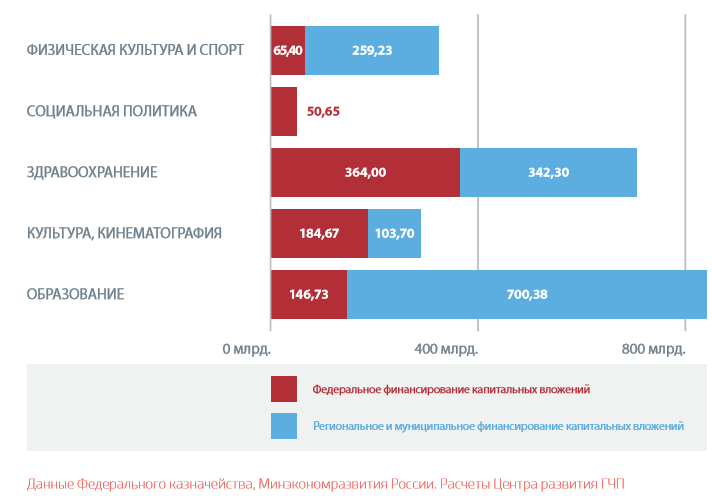 ФИЗИЧЕСКАЯ КУЛЬТУРА И СПОРТ 65,40 259,23
СОЦИАЛЬНАЯ ПОЛИТИКА 50,65
ЗДРАВООХРАНЕНИЕ 364,00 342,30
КУЛЬТУРА, КИНЕМАТОГРАФИЯ 184,67 103,70
ОБРАЗОВАНИЕ 146,73 700,38
0 млрд. 400 млрд. 800 млрд.
Федеральное финансирование капитальных вложений
Региональное и муниципальное финансирование капитальных вложений
Данные Федерального казначейства, Минэкономразвития России. Расчеты Центра развития ГЧП